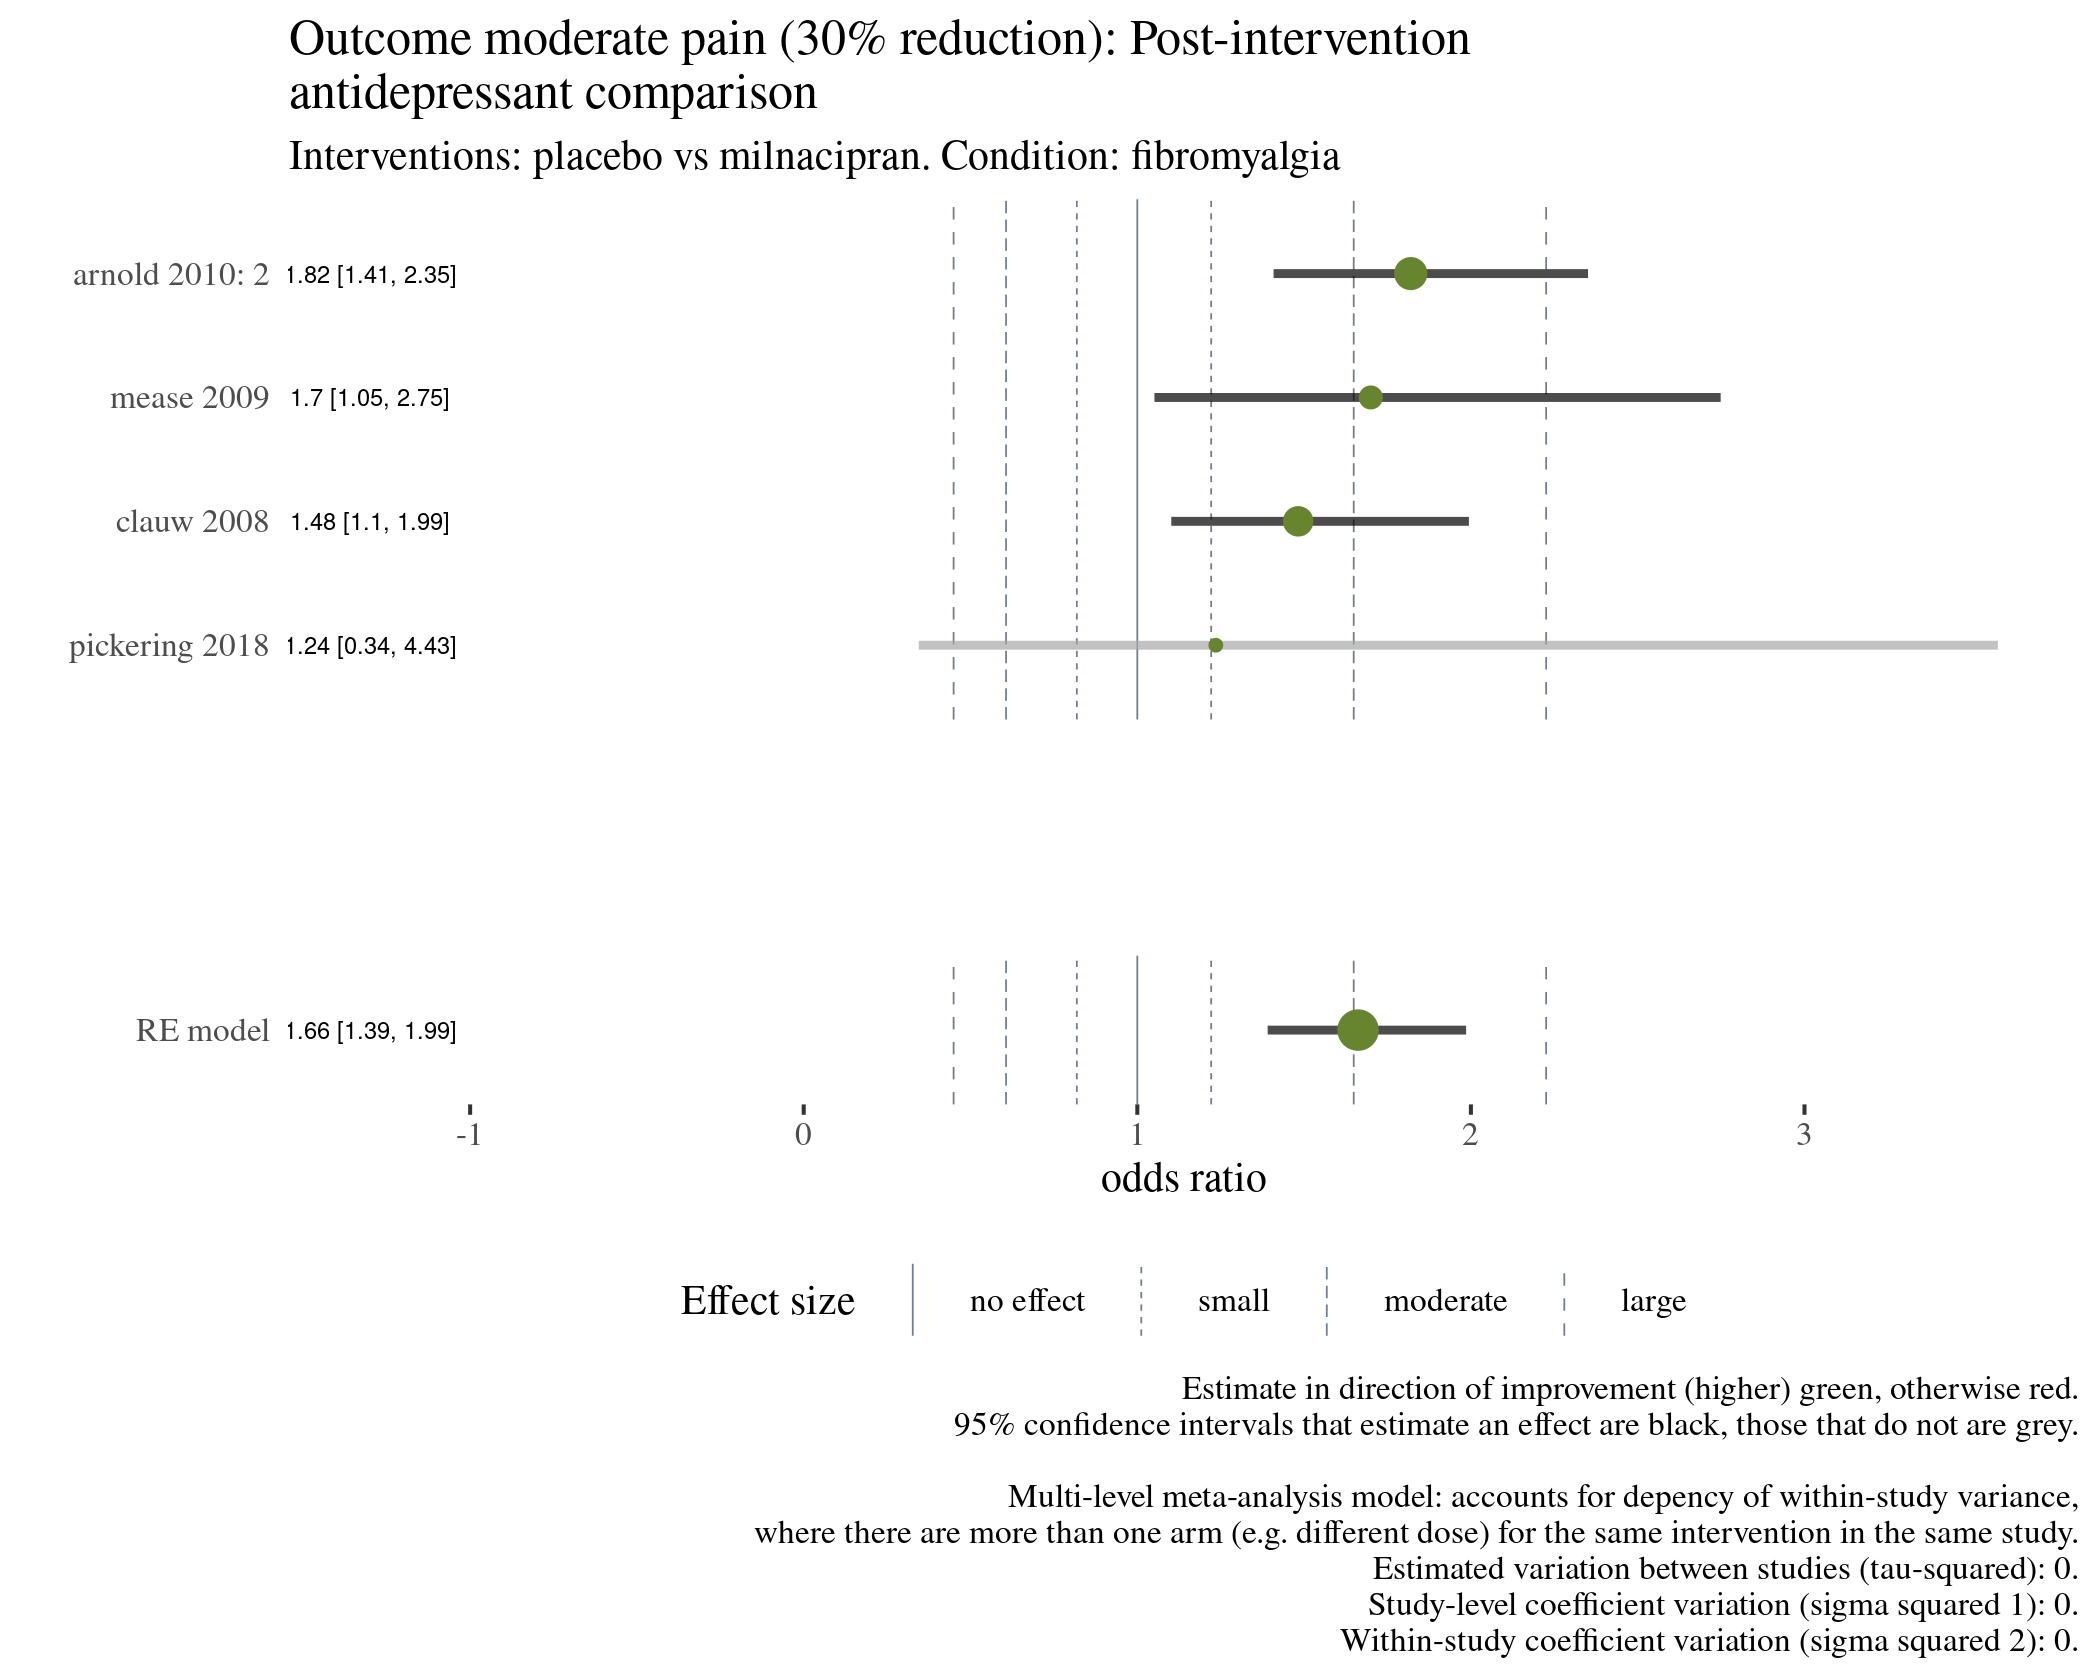 Outcome moderate pain (30% reduction): Post-intervention
antidepressant comparison
Interventions: placebo vs milnacipran. Condition: fibromyalgia
arnold 2010: 2 1.82 [1.41, 2.35]
mease 2009 1.7 [1.05, 2.75]
clauw 2008 1.48 [1.1, 1.99]
pickering 2018 1.24 [0.34, 4.43]
RE model 1.66 [1.39, 1.99]
-1 0 1 2 3
odds ratio
Effect size no effect small moderate large
Estimate in direction of improvement (higher) green, otherwise red.
95% confidence intervals that estimate an effect are black, those that do not are grey.
Multi-level meta-analysis model: accounts for depency of within-study variance,
where there are more than one arm (e.g. different dose) for the same intervention in the same study.
Estimated variation between studies (tau-squared): 0.
Study-level coefficient variation (sigma squared 1): 0.
Within-study coefficient variation (sigma squared 2): 0.